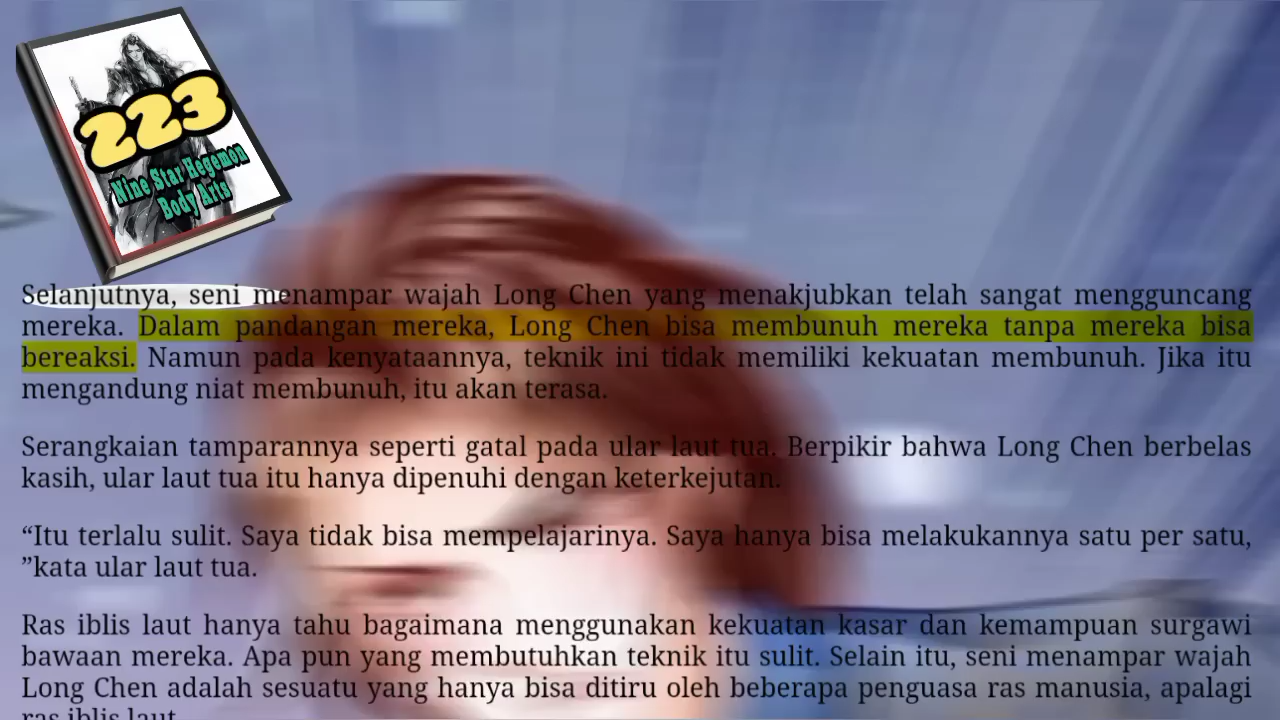 223
Nine Star Hegemon
Body Arts
Selanjutnya, seni menampar wajah Long Chen yang menakjubkan telah sangat mengguncang
mereka. Dalam pandangan mereka, Long Chen bisa membunuh mereka tanpa mereka bisa
bereaksi. Namun pada kenyataannya, teknik ini tidak memiliki kekuatan membunuh. Jika itu
mengandung niat membunuh, itu akan terasa.
Serangkaian tamparannya seperti gatal pada ular laut tua. Berpikir bahwa Long Chen berbelas
kasih, ular laut tua itu hanya dipenuhi dengan keterkejutan.
“Itu terlalu sulit. Saya tidak bisa mempelajarinya. Saya hanya bisa melakukannya satu per satu,
”kata ular laut tua.
Ras iblis laut hanya tahu bagaimana menggunakan kekuatan kasar dan kemampuan surgawi
bawaan mereka. Apa pun yang membutuhkan teknik itu sulit. Selain itu, seni menampar wajah
Long Chen adalah sesuatu yang hanya bisa ditiru oleh beberapa penguasa ras manusia, apalagi
ras iblis laut.